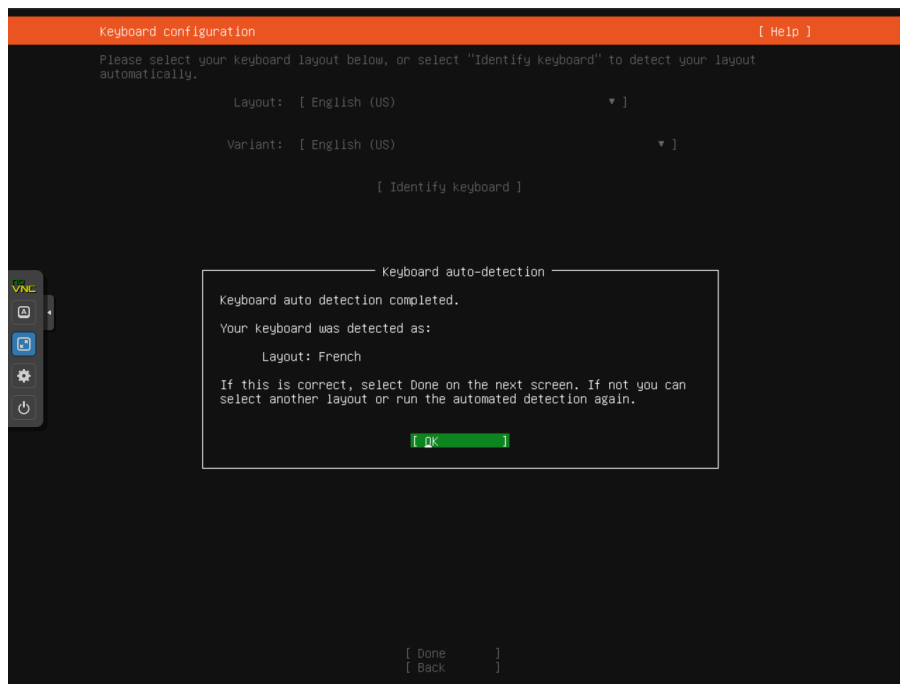 Keyboard configuration [ Help ]
Please select your keyboard layout below, or select "Identify keyboard" to detect your layout
automatically.
Layout: [ English (US) ▾ ]
Variant: [ English (US) ▾ ]
[ Identify keyboard ]
Keyboard auto-detection
Keyboard auto detection completed.
Your keyboard was detected as:
Layout: French
If this is correct, select Done on the next screen. If not you can
select another layout or run the automated detection again.
[ OK ]
[ Done ]
[ Back ]
no
VNC
A